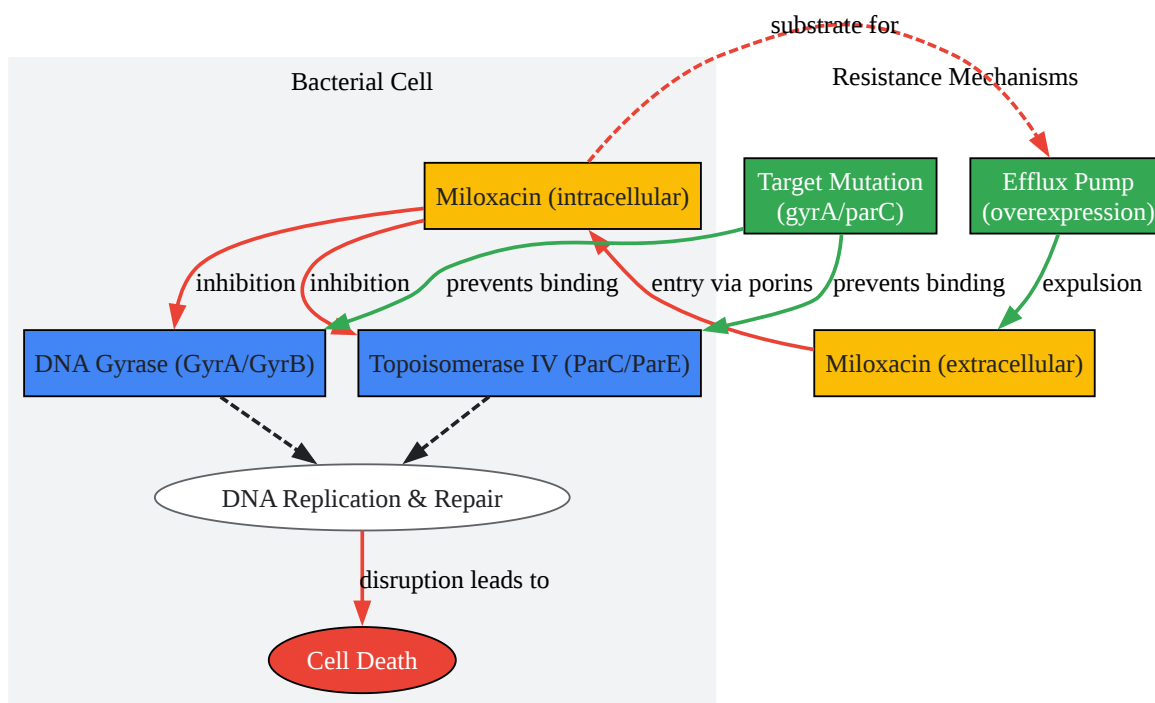 substrate for
Bacterial Cell
Resistance Mechanisms
Miloxacin (intracellular)
Target Mutation
(gyrA/parC)
Efflux Pump
(overexpression)
inhibition
inhibition
prevents binding
entry via porins
prevents binding
expulsion
DNA Gyrase (GyrA/GyrB)
Topoisomerase IV (ParC/ParE)
Miloxacin (extracellular)
DNA Replication & Repair
disruption leads to
Cell Death